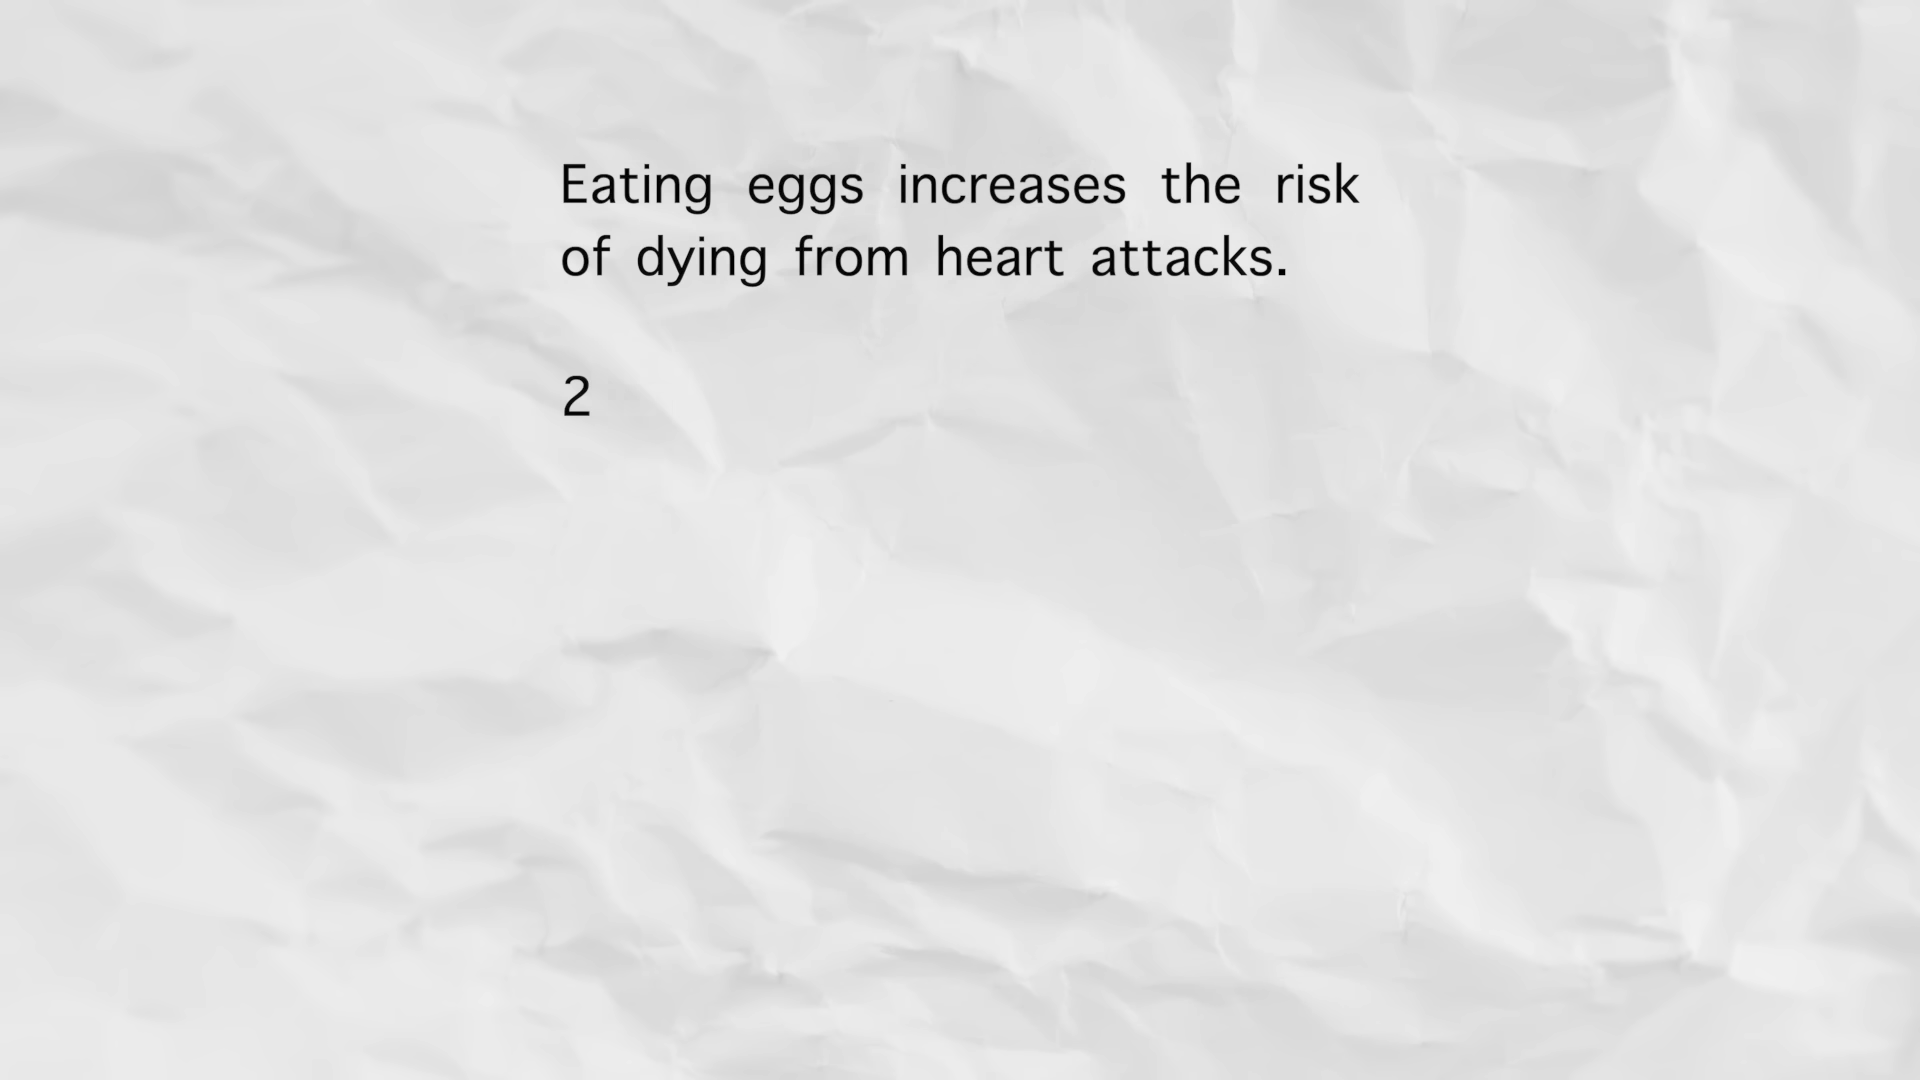 Eating eggs increases the risk
of dying from heart attacks.
2